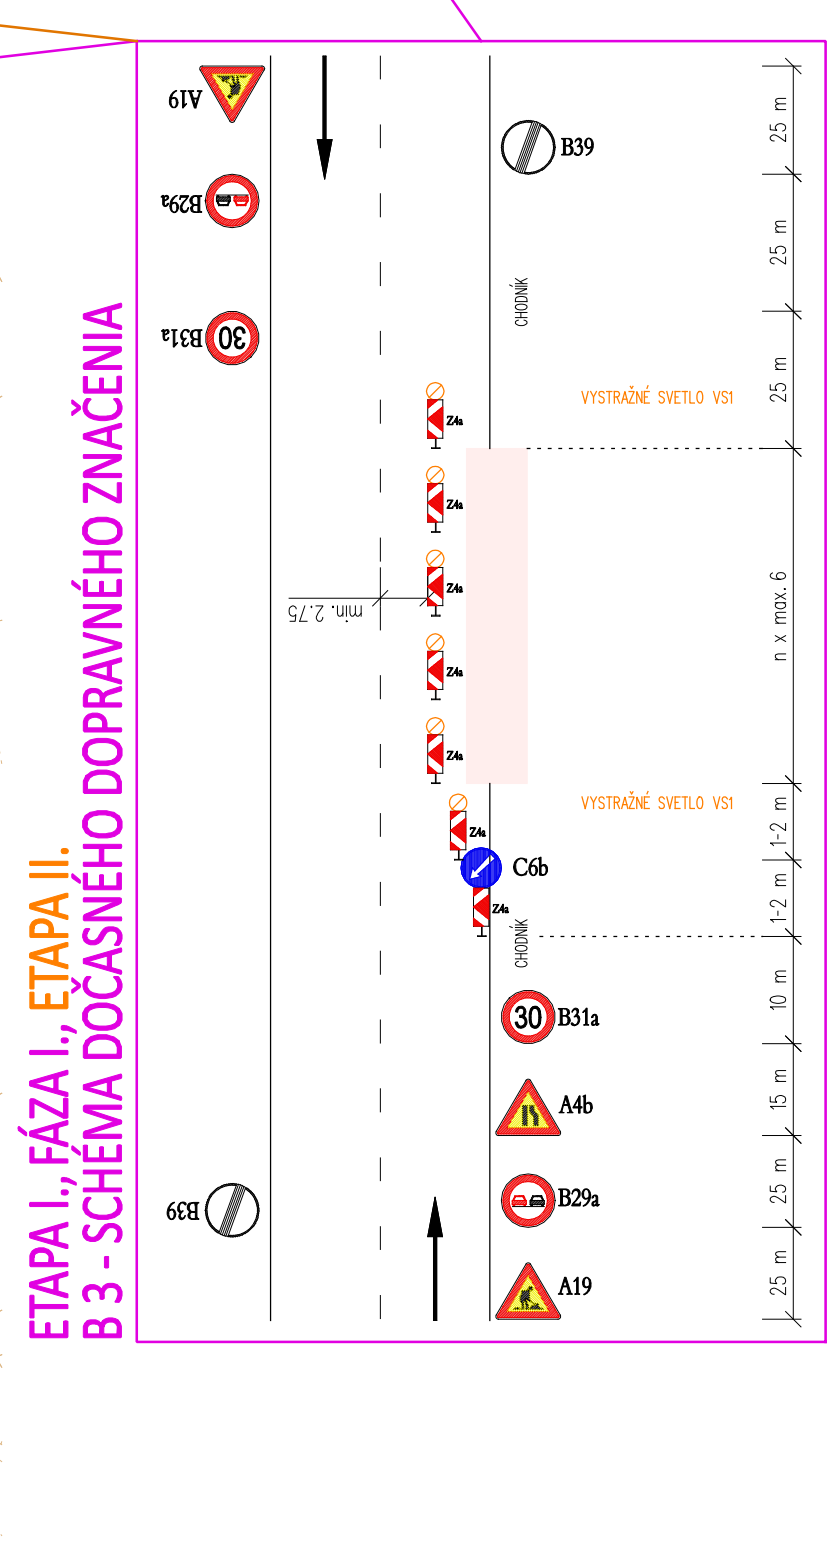 ETAPA I., FÁZA I., ETAPA II.
B 3 - SCHÉMA DOČASNÉHO DOPRAVNÉHO ZNAČENIA
A19
B29a
B31a
30
B39
B39
CHODNÍK
VYSTRAŽNÉ SVETLO VS1
Z4a
Z4a
Z4a
Z4a
Z4a
min. 2.75
VYSTRAŽNÉ SVETLO VS1
Z4a
C6b
Z4a
CHODNÍK
30
B31a
A4b
B29a
A19
25 m
25 m
25 m
n x max. 6
1-2 m
1-2 m
10 m
15 m
25 m
25 m